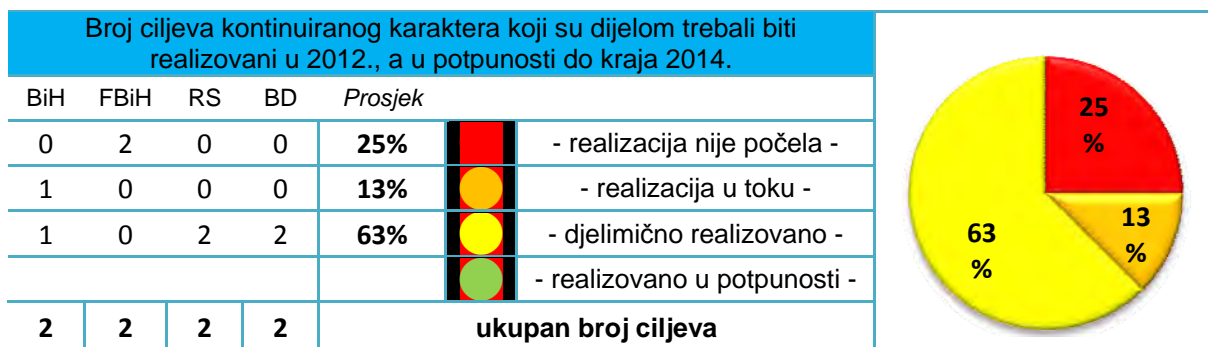 Broj ciljeva kontinuiranog karaktera koji su dijelom trebali biti
realizovani u 2012., a u potpunosti do kraja 2014.
BiH FBiH RS BD Prosjek
0 2 0 0 25% - realizacija nije počela -
1 0 0 0 13% - realizacija u toku -
1 0 2 2 63% - djelimično realizovano -
- realizovano u potpunosti -
2 2 2 2 ukupan broj ciljeva
25
%
13
%
63
%